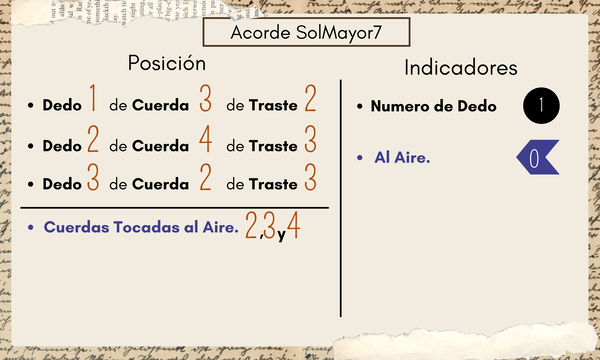 Acorde SolMayor7
Posición
• Dedo 1 de Cuerda 3 de Traste 2
• Dedo 2 de Cuerda 4 de Traste 3
• Dedo 3 de Cuerda 2 de Traste 3
• Cuerdas Tocadas al Aire. 2,3y4
Indicadores
• Numero de Dedo 1
• Al Aire. 0